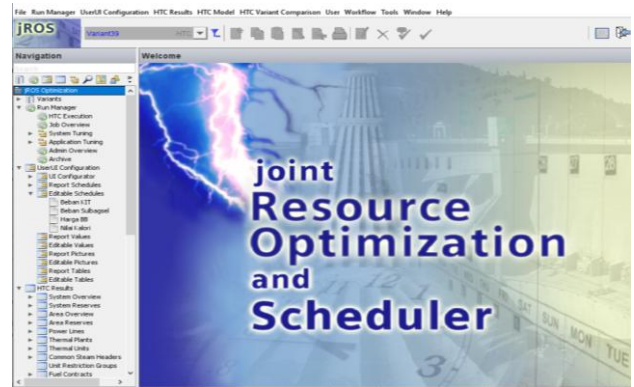 File Run Manager UserUI Configuration HTC Results HTC Model HTC Variant Comparison User Workflow Tools Window Help
jROS
Variant39
HTC
Navigation
Welcome
jROS Optimization
Variants
Run Manager
HTC Execution
Job Overview
System Tuning
Application Tuning
Admin Overview
Archive
UserUI Configuration
UI Configurator
Report Schedules
Editable Schedules
Beban KIT
Beban Sulbagsel
Harga BB
Nilai Kalori
Report Values
Editable Values
Report Pictures
Editable Pictures
Report Tables
Editable Tables
HTC Results
System Overview
System Reserves
Area Overview
Area Reserves
Power Lines
Thermal Plants
Thermal Units
Common Steam Headers
Unit Restriction Groups
Fuel Contracts
joint
Resource
Optimization
and
Scheduler
SAT SUN MON TUE
3